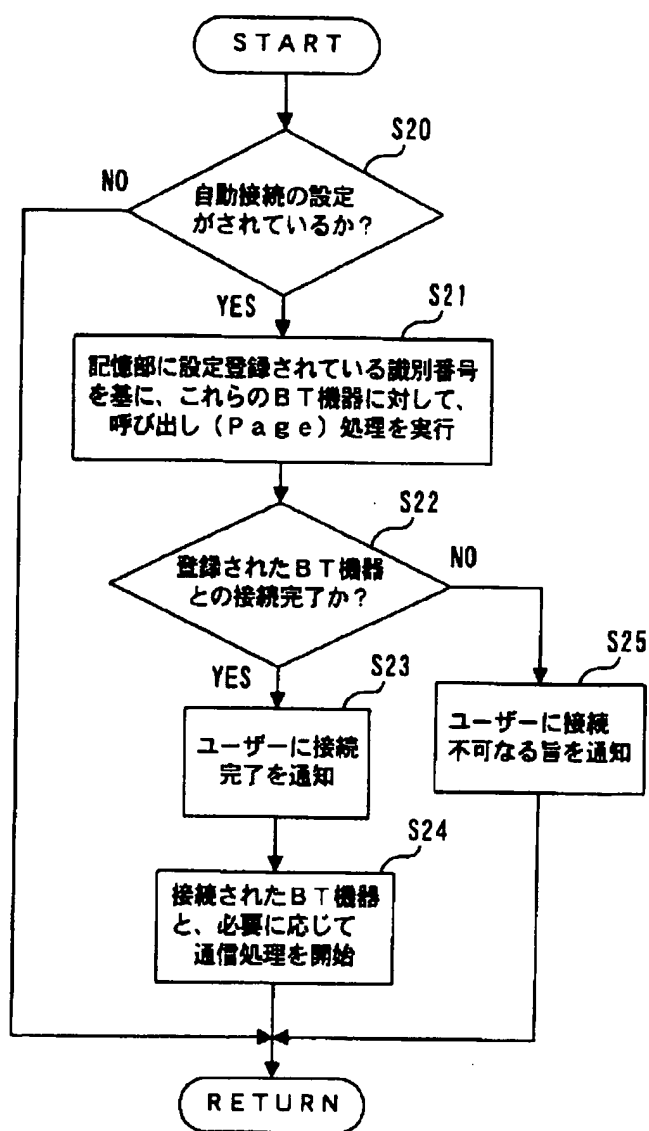 START
S20
NO
自動接続の設定
がされているか？
YES
S21
記憶部に設定登録されている識別番号
を基に、これらのＢＴ機器に対して、
呼び出し（Ｐａｇｅ）処理を実行
S22
登録されたＢＴ機器
との接続完了か？
NO
YES
S23
S25
ユーザーに接続
完了を通知
ユーザーに接続
不可なる旨を通知
S24
接続されたＢＴ機器
と、必要に応じて
通信処理を開始
RETURN